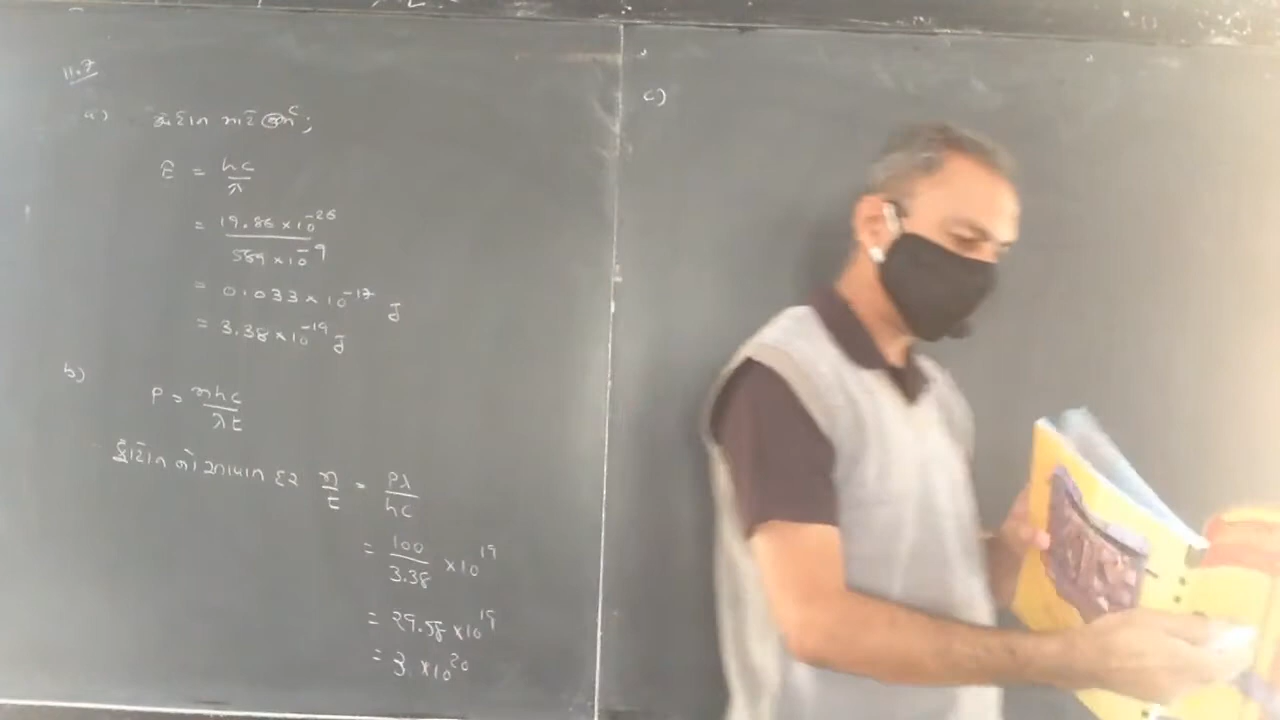 11.7
a) ફોટોન માટે ઊર્જા;
E = hc/λ
= 19.86 × 10⁻²⁶ / 589 × 10⁻⁹
= 0.033 × 10⁻¹⁷ J
= 3.38 × 10⁻¹⁹ J
b)
P = nhc/λt
ફોટોન નો આપાત દર n/t = Pλ/hc
= 100/3.38 × 10¹⁹
= 29.58 × 10¹⁹
= 3. × 10²⁰
c)